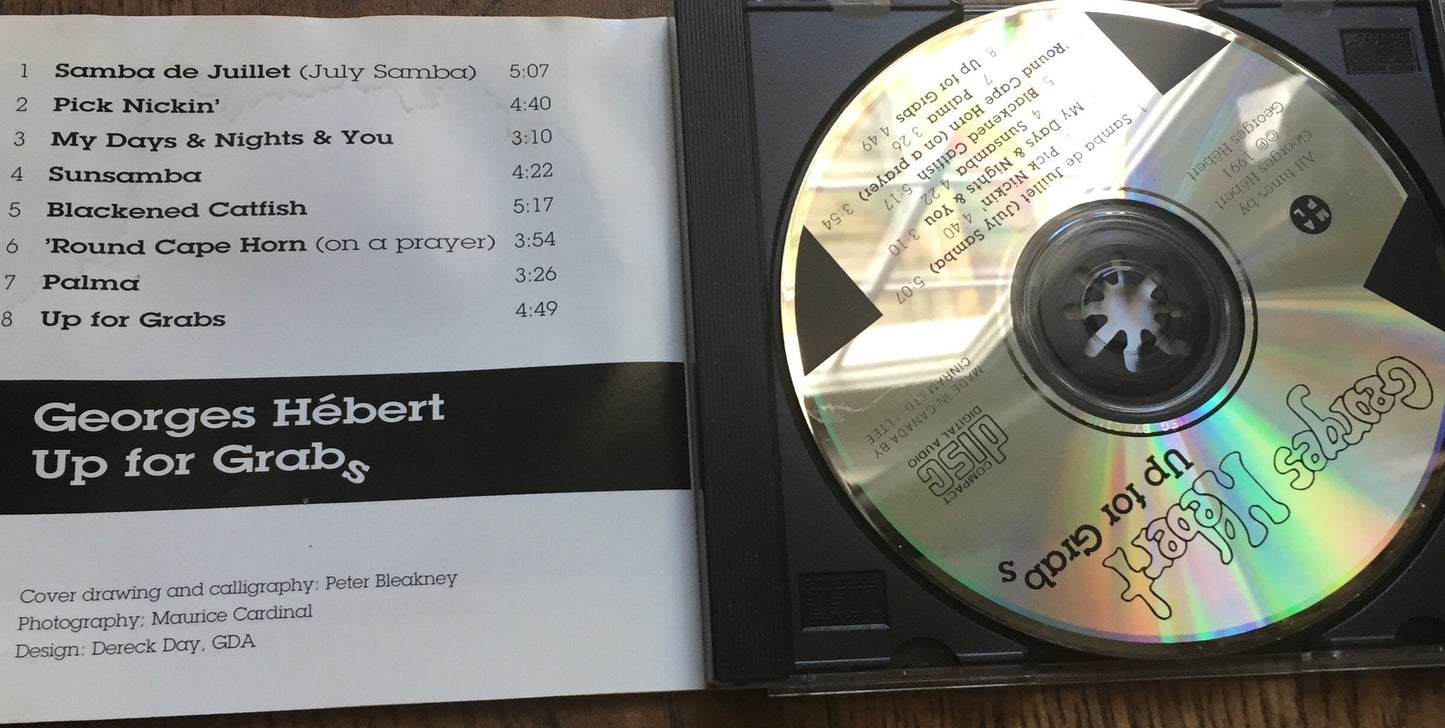 1 Samba de Juillet (July Samba) 5:07
2 Pick Nickin' 4:40
3 My Days & Nights & You 3:10
4 Sunsamba 4:22
5 Blackened Catfish 5:17
6 'Round Cape Horn (on a prayer) 3:54
7 Palma 3:26
8 Up for Grabs 4:49
Georges Hébert
Up for Grabs
Cover drawing and calligraphy: Peter Bleakney
Photography; Maurice Cardinal
Design: Dereck Day, GDA
Georges Hébert
Up for Grabs
1 Samba de Juillet (July Samba) 5:07
Pick Nickin' 4:40
My Days & Nights & You 3:10
4 Sunsamba 4:22
5 Blackened Catfish 5:17
'Round Cape Horn (on a prayer) 3:54
7 Palma 3:26
8 Up for Grabs 4:49
All tunes by
Georges Hébert
©℗ 1991
Georges Hébert
MAPL
MADE IN CANADA BY
CINRAM LTD / LTEE
COMPACT
disc
DIGITAL AUDIO